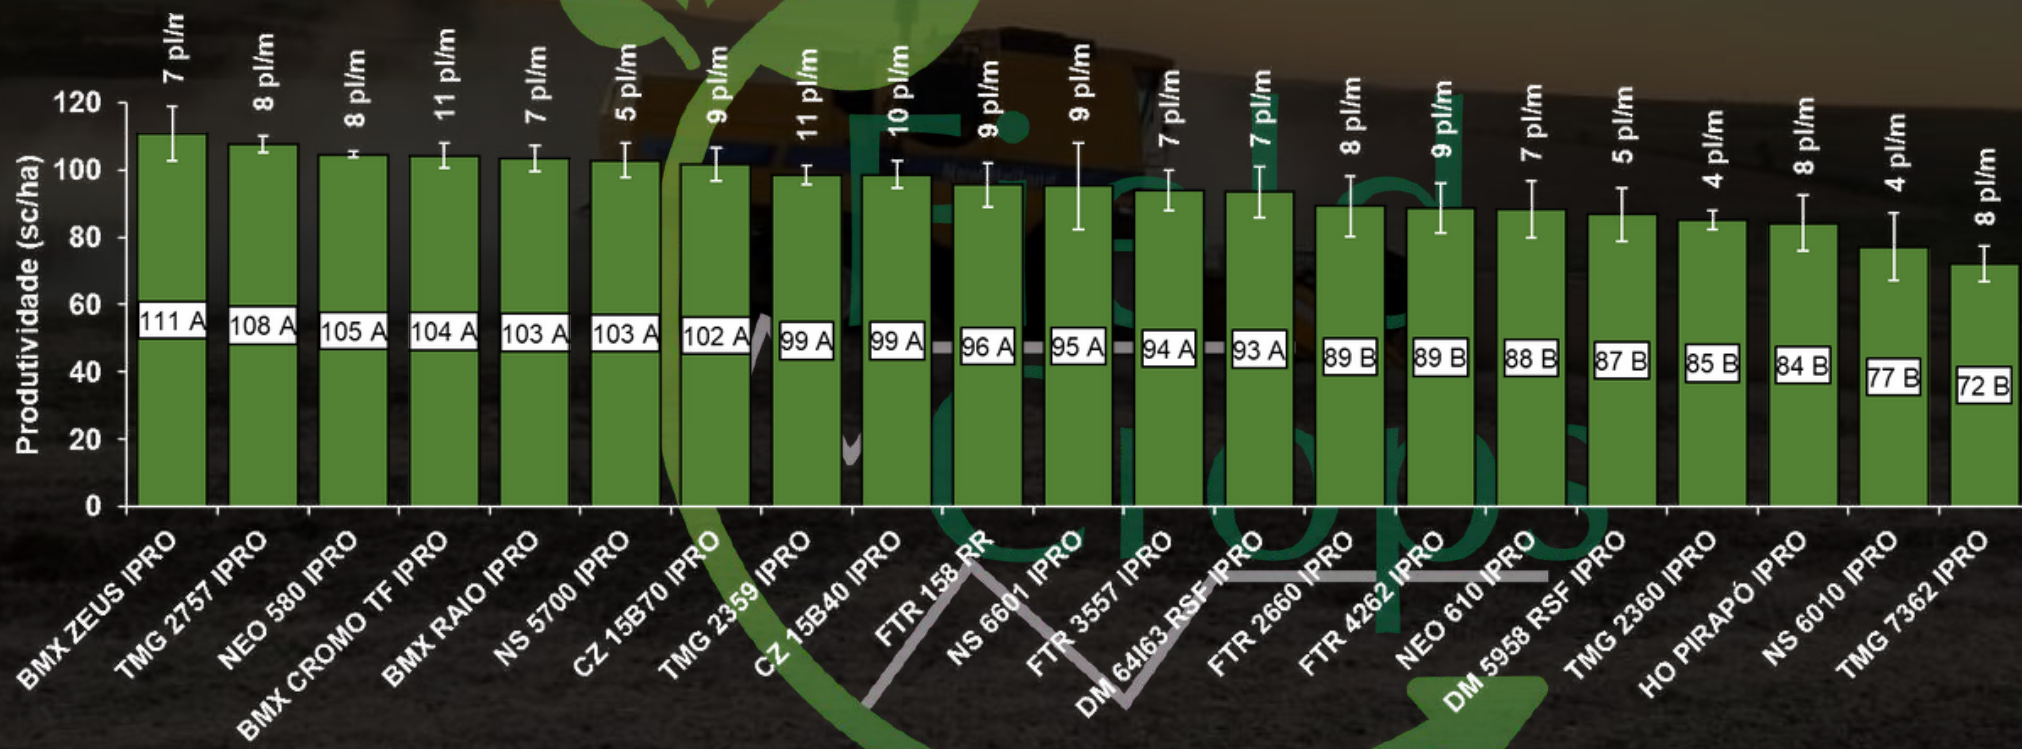 7 pl/m
8 pl/m
8 pl/m
11 pl/m
7 pl/m
5 pl/m
9 pl/m
11 pl/m
10 pl/m
9 pl/m
9 pl/m
7 pl/m
7 pl/m
8 pl/m
9 pl/m
7 pl/m
5 pl/m
4 pl/m
8 pl/m
4 pl/m
8 pl/m
Produtividade (sc/ha)
120
100
80
60
40
20
0
111 A
108 A
105 A
104 A
103 A
103 A
102 A
99 A
99 A
96 A
95 A
94 A
93 A
89 B
89 B
88 B
87 B
85 B
84 B
77 B
72 B
BMX ZEUS IPRO
TMG 2757 IPRO
NEO 580 IPRO
BMX CROMO TF IPRO
BMX RAIO IPRO
NS 5700 IPRO
CZ 15B70 IPRO
TMG 2359 IPRO
CZ 15B40 IPRO
FTR 158 RR
NS 6601 IPRO
FTR 3557 IPRO
DM 64I63 RSF IPRO
FTR 2660 IPRO
FTR 4262 IPRO
NEO 610 IPRO
DM 5958 RSF IPRO
TMG 2360 IPRO
HO PIRAPÓ IPRO
NS 6010 IPRO
TMG 7362 IPRO
Field
Crops